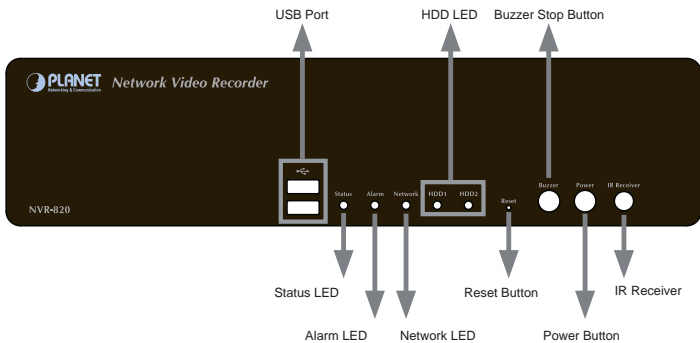 USB Port
HDD LED
Buzzer Stop Button
PLANET
Networking & Communication
Network Video Recorder
Status
Alarm
Network
HDD1
HDD2
Reset
Buzzer
Power
IR Receiver
NVR-820
Status LED
Reset Button
IR Receiver
Alarm LED
Network LED
Power Button